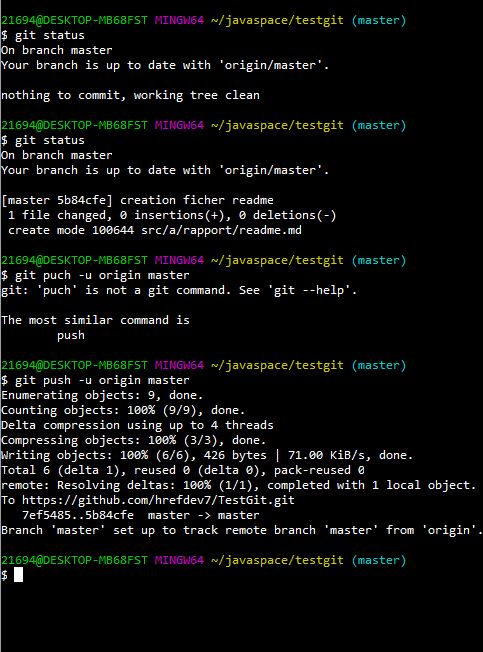 21694@DESKTOP-MB68FST MINGW64 ~/javaspace/testgit (master)
$ git status
On branch master
Your branch is up to date with 'origin/master'.
nothing to commit, working tree clean
21694@DESKTOP-MB68FST MINGW64 ~/javaspace/testgit (master)
$ git status
On branch master
Your branch is up to date with 'origin/master'.
[master 5b84cfe] creation ficher readme
1 file changed, 0 insertions(+), 0 deletions(-)
create mode 100644 src/a/rapport/readme.md
21694@DESKTOP-MB68FST MINGW64 ~/javaspace/testgit (master)
$ git puch -u origin master
git: 'puch' is not a git command. See 'git --help'.
The most similar command is
push
21694@DESKTOP-MB68FST MINGW64 ~/javaspace/testgit (master)
$ git push -u origin master
Enumerating objects: 9, done.
Counting objects: 100% (9/9), done.
Delta compression using up to 4 threads
Compressing objects: 100% (3/3), done.
Writing objects: 100% (6/6), 426 bytes | 71.00 KiB/s, done.
Total 6 (delta 1), reused 0 (delta 0), pack-reused 0
remote: Resolving deltas: 100% (1/1), completed with 1 local object.
To https://github.com/hrefdev7/TestGit.git
7ef5485..5b84cfe  master -> master
Branch 'master' set up to track remote branch 'master' from 'origin'.
21694@DESKTOP-MB68FST MINGW64 ~/javaspace/testgit (master)
$